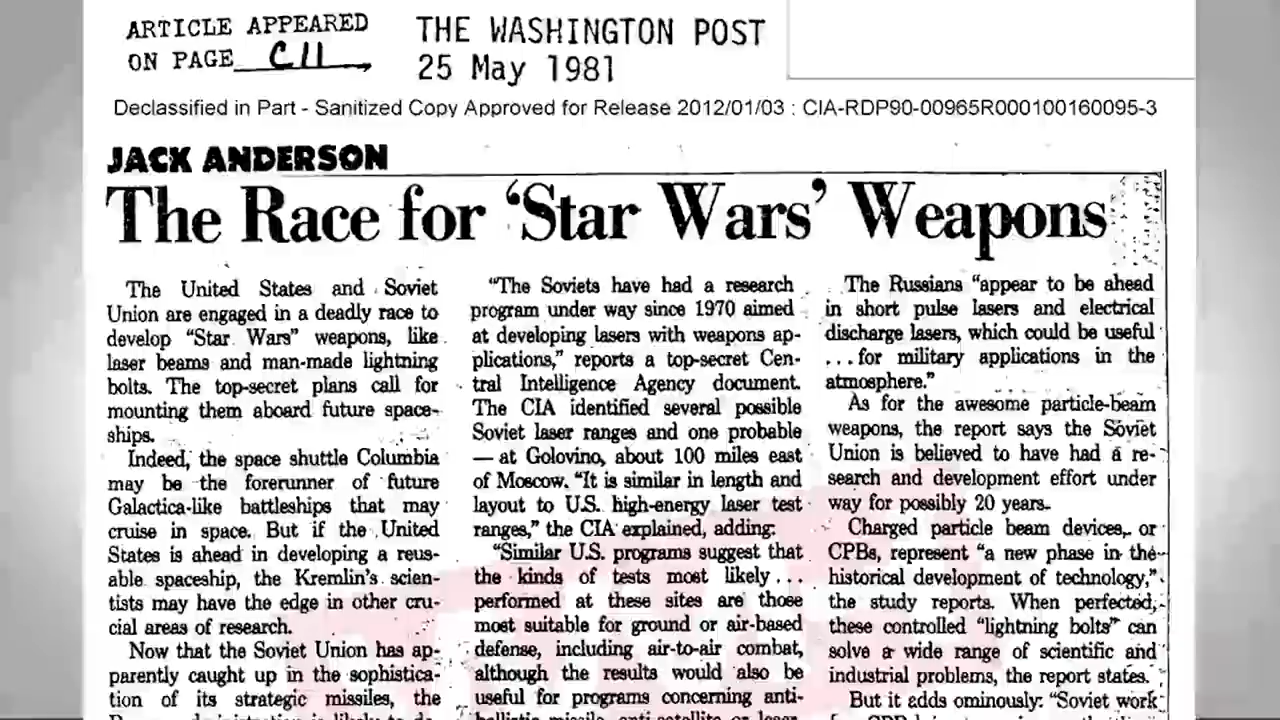 ARTICLE APPEARED
ON PAGE C11
THE WASHINGTON POST
25 May 1981
Declassified in Part - Sanitized Copy Approved for Release 2012/01/03 : CIA-RDP90-00965R000100160095-3
JACK ANDERSON
The Race for ‘Star Wars’ Weapons
The United States and Soviet
Union are engaged in a deadly race to
develop “Star Wars” weapons, like
laser beams and man-made lightning
bolts. The top-secret plans call for
mounting them aboard future space-
ships.
Indeed, the space shuttle Columbia
may be the forerunner of future
Galactica-like battleships that may
cruise in space. But if the United
States is ahead in developing a reus-
able spaceship, the Kremlin’s scien-
tists may have the edge in other cru-
cial areas of research.
Now that the Soviet Union has ap-
parently caught up in the sophistica-
tion of its strategic missiles, the
“The Soviets have had a research
program under way since 1970 aimed
at developing lasers with weapons ap-
plications,” reports a top-secret Cen-
tral Intelligence Agency document.
The CIA identified several possible
Soviet laser ranges and one probable
— at Golovino, about 100 miles east
of Moscow. “It is similar in length and
layout to U.S. high-energy laser test
ranges,” the CIA explained, adding:
“Similar U.S. programs suggest that
the kinds of tests most likely . . .
performed at these sites are those
most suitable for ground or air-based
defense, including air-to-air combat,
although the results would also be
useful for programs concerning anti-
ballistic missile, anti-satellite or laser
The Russians “appear to be ahead
in short pulse lasers and electrical
discharge lasers, which could be useful
. . . for military applications in the
atmosphere.”
As for the awesome particle-beam
weapons, the report says the Soviet
Union is believed to have had a re-
search and development effort under
way for possibly 20 years.
Charged particle beam devices, or
CPBs, represent “a new phase in the
historical development of technology,”
the study reports. When perfected,
these controlled “lightning bolts” can
solve a wide range of scientific and
industrial problems, the report states.
But it adds ominously: “Soviet work